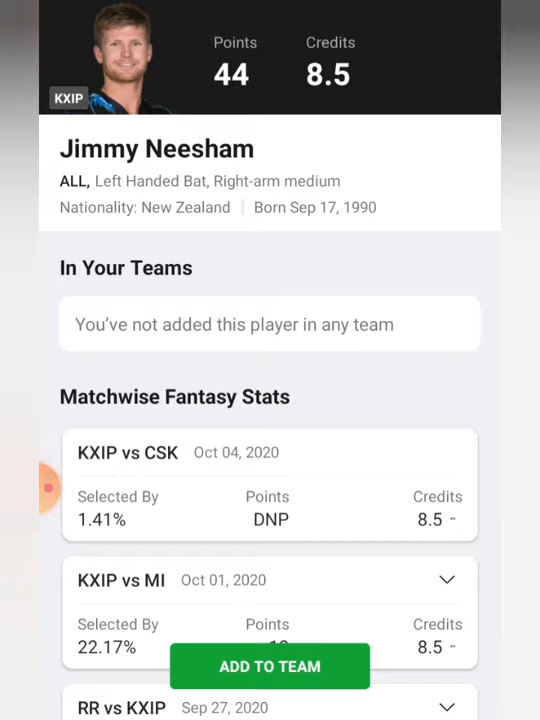 Points Credits
44 8.5
KXIP
Jimmy Neesham
ALL, Left Handed Bat, Right-arm medium
Nationality: New Zealand | Born Sep 17, 1990
In Your Teams
You’ve not added this player in any team
Matchwise Fantasy Stats
KXIP vs CSK Oct 04, 2020
Selected By Points Credits
1.41% DNP 8.5 -
KXIP vs MI Oct 01, 2020
Selected By Points Credits
22.17% 8.5 -
ADD TO TEAM
RR vs KXIP Sep 27, 2020